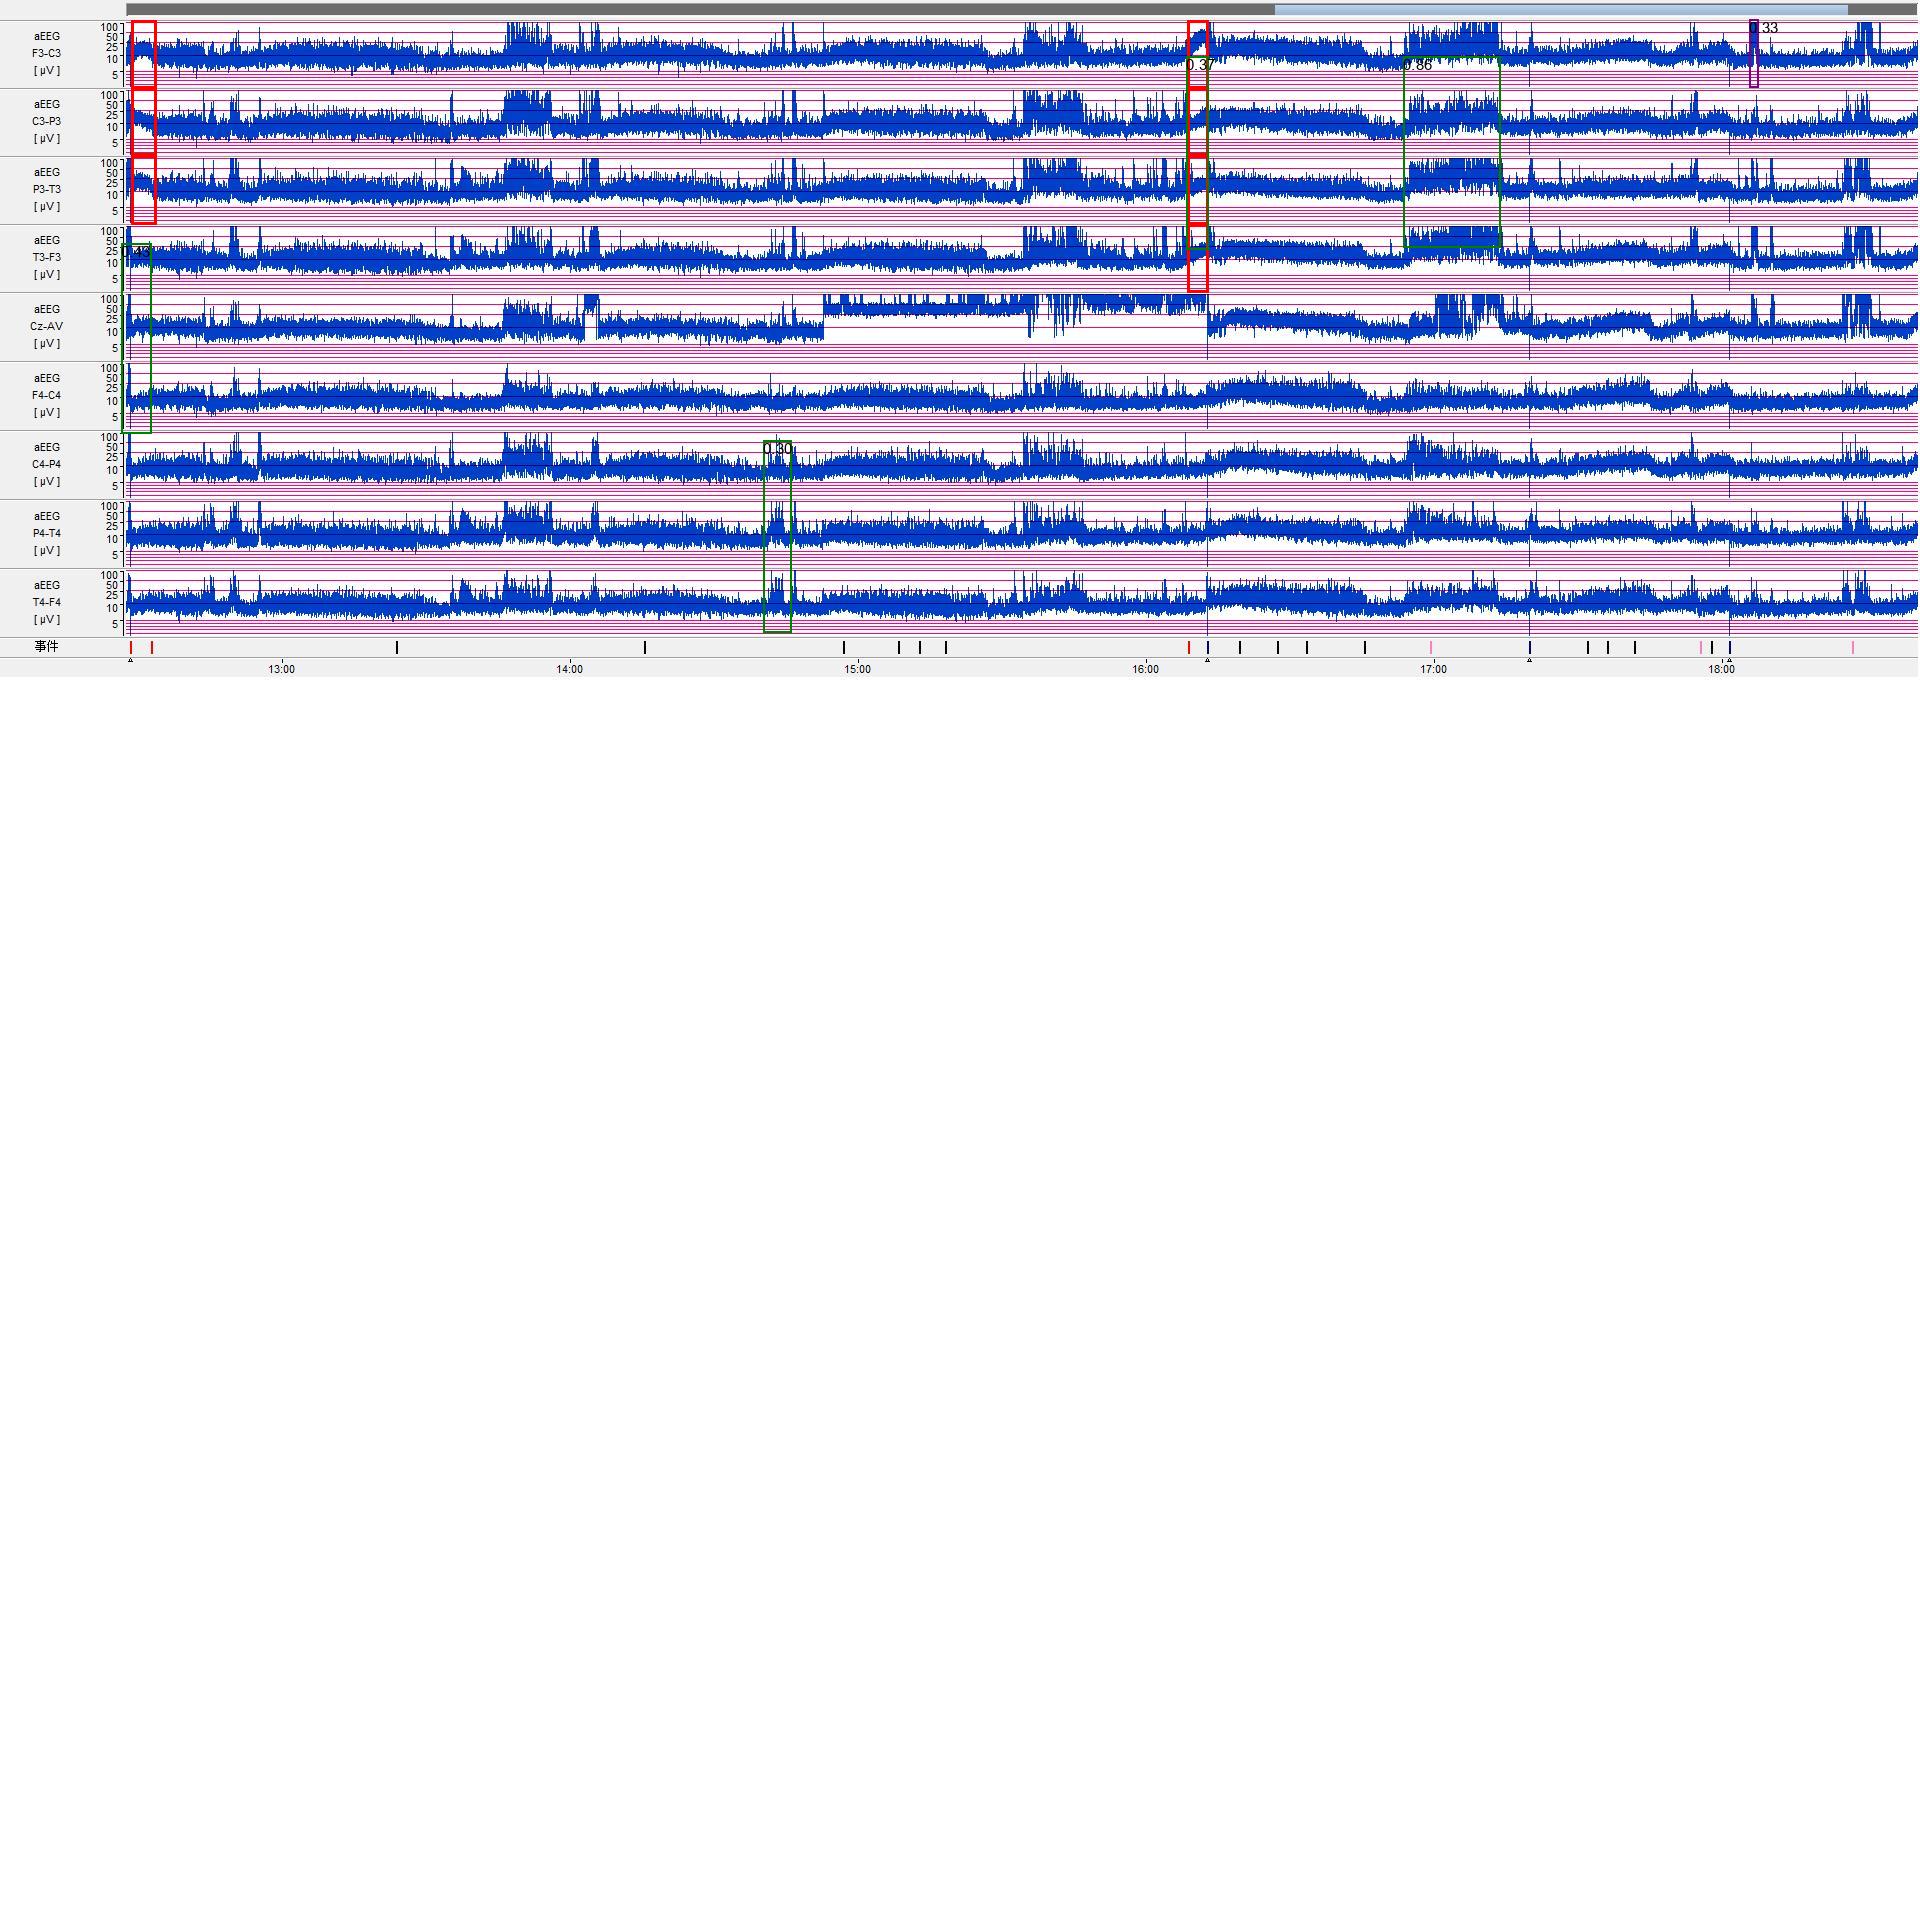 100
aEEG 50
25
F3-C3
10
[ µV ]
5
0.33
0.37
0.86
100
aEEG 50
25
C3-P3
10
[ µV ]
5
100
aEEG 50
25
P3-T3
10
[ µV ]
5
100
aEEG 50
25
T3-F3
10
[ µV ]
5
0.43
100
aEEG 50
25
Cz-AV
10
[ µV ]
5
100
aEEG 50
25
F4-C4
10
[ µV ]
5
100
aEEG 50
25
C4-P4
10
[ µV ]
5
0.30
100
aEEG 50
25
P4-T4
10
[ µV ]
5
100
aEEG 50
25
T4-F4
10
[ µV ]
5
事件
13:00 14:00 15:00 16:00 17:00 18:00